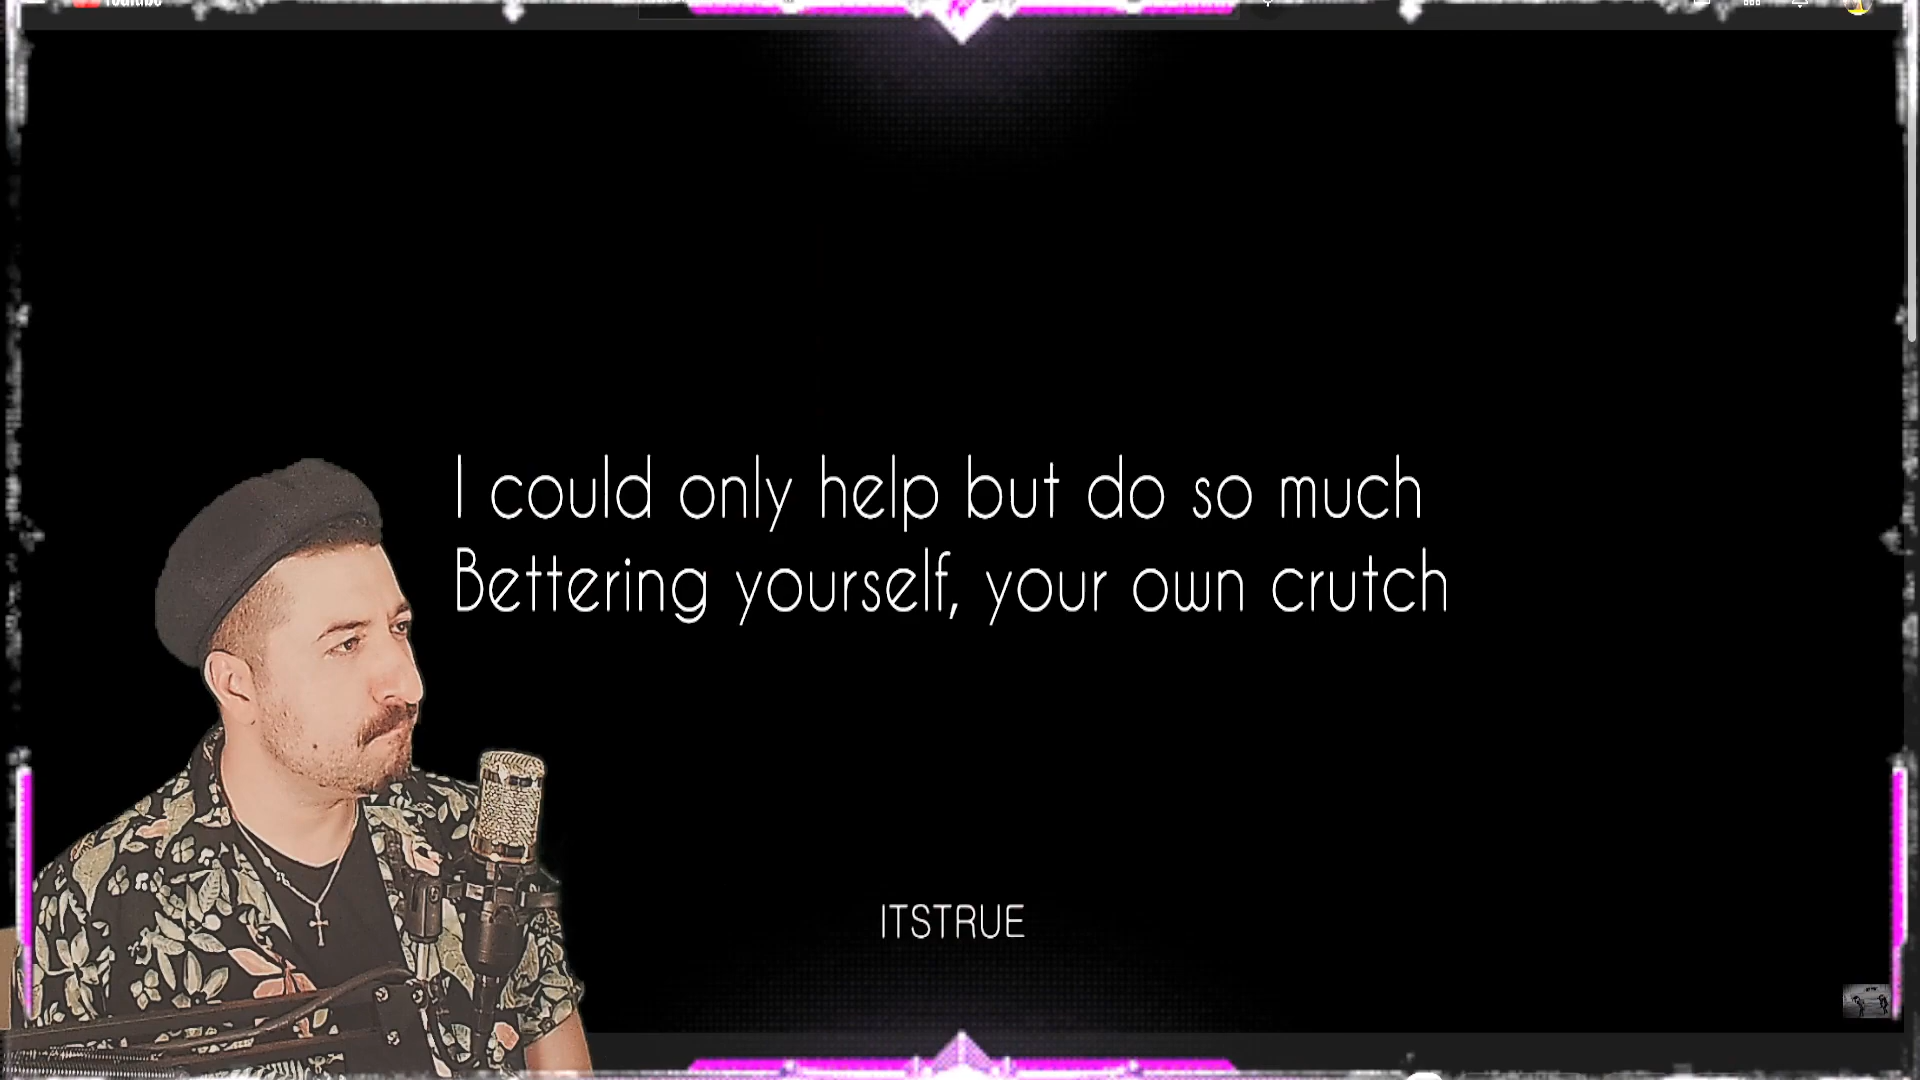 I could only help but do so much
Bettering yourself, your own crutch
ITSTRUE